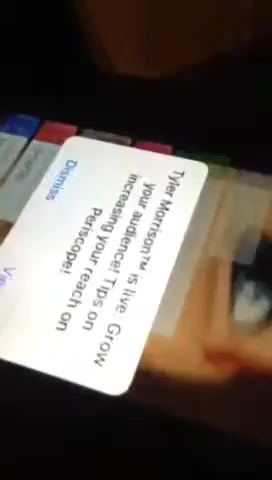 Tyler Morrison™ is live: Grow
your audience! Tips on
increasing your reach on
Periscope!
Dismiss